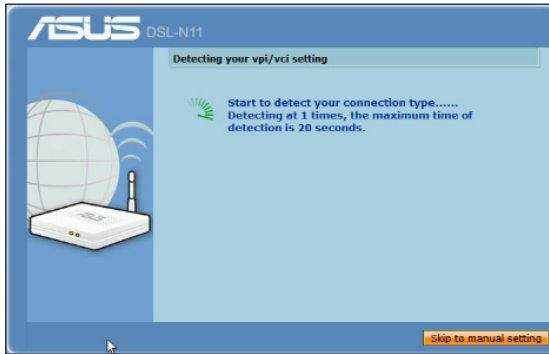 ASUS DSL-N11
Detecting your vpi/vci setting
Start to detect your connection type......
Detecting at 1 times, the maximum time of
detection is 20 seconds.
Skip to manual setting